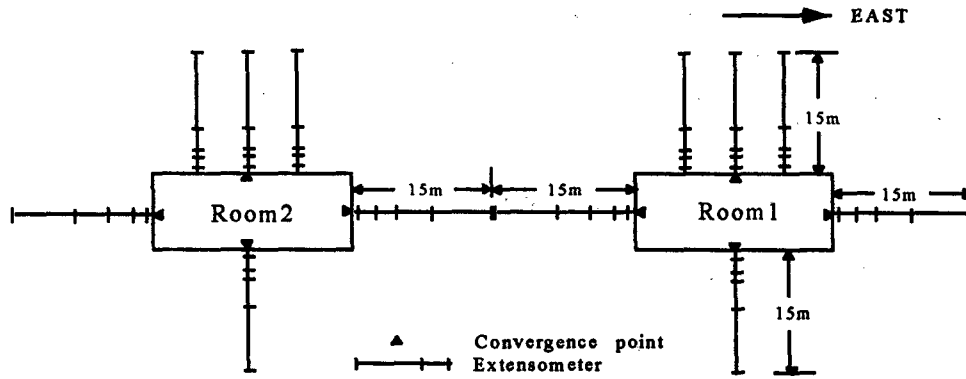 EAST
15m
15m
15m
15m
Room2
Room1
15m
Convergence point
Extensometer